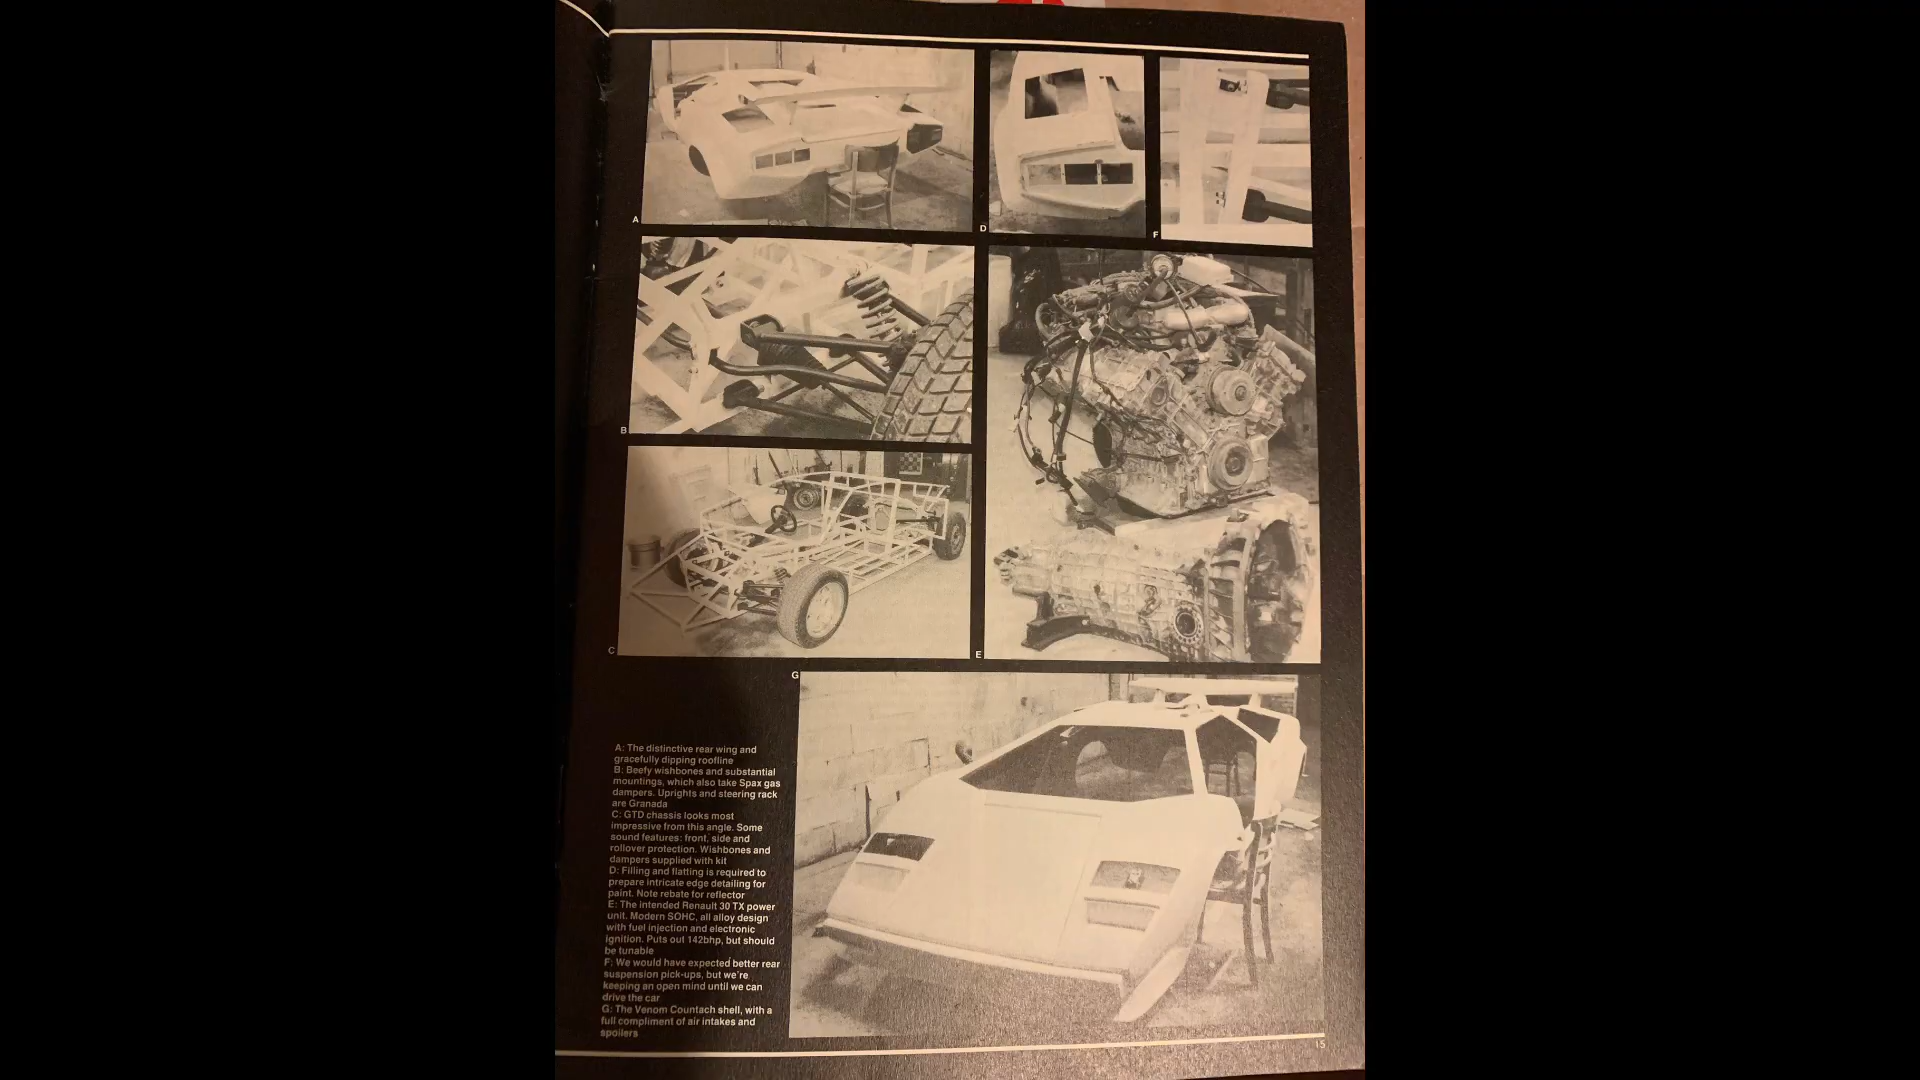 A
D
F
B
C
E
G
A: The distinctive rear wing and
gracefully dipping roofline
B: Beefy wishbones and substantial
mountings, which also take Spax gas
dampers. Uprights and steering rack
are Granada
C: GTD chassis looks most
impressive from this angle. Some
sound features: front, side and
rollover protection. Wishbones and
dampers supplied with kit
D: Filling and flatting is required to
prepare intricate edge detailing for
paint. Note rebate for reflector
E: The intended Renault 30 TX power
unit. Modern SOHC, all alloy design
with fuel injection and electronic
ignition. Puts out 142bhp, but should
be tunable
F: We would have expected better rear
suspension pick-ups, but we're
keeping an open mind until we can
drive the car
G: The Venom Countach shell, with a
full compliment of air intakes and
spoilers
15